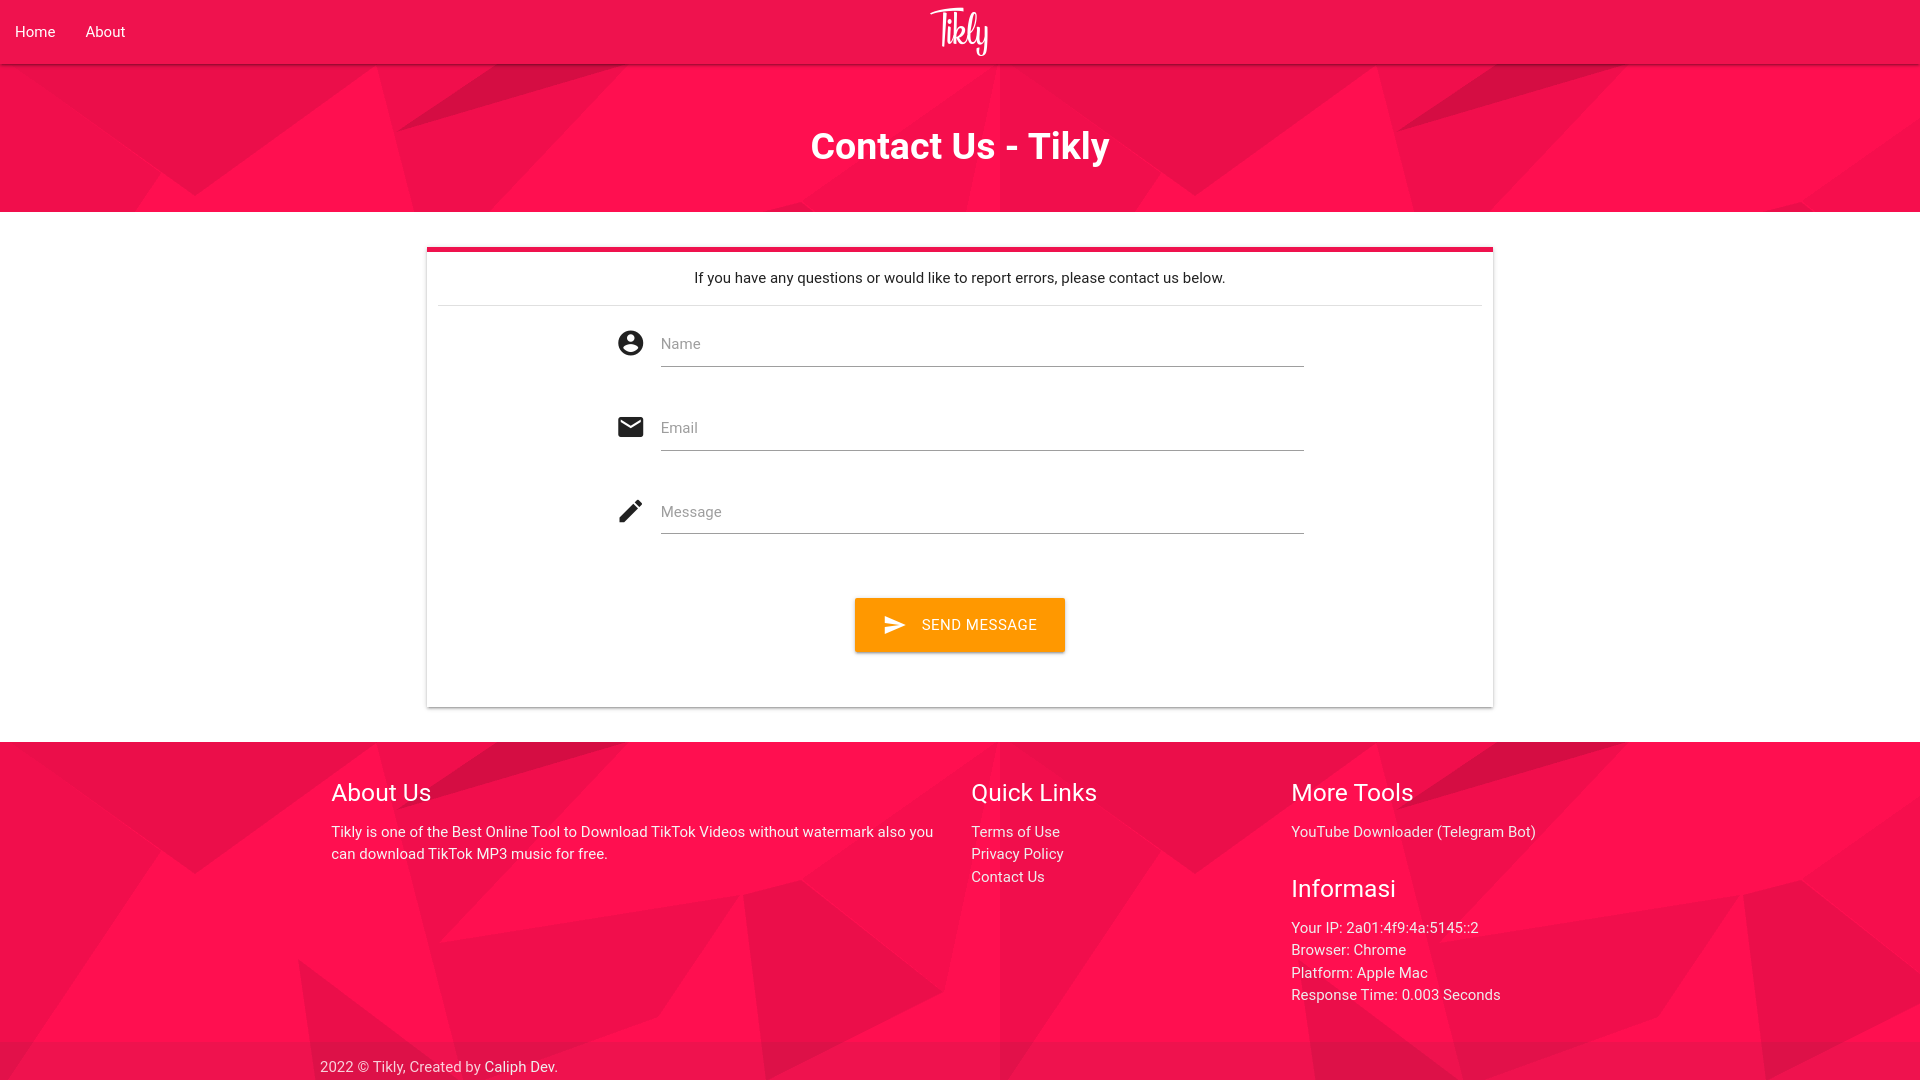 Home
About
Tikly
Contact Us - Tikly
If you have any questions or would like to report errors, please contact us below.
Name
Email
Message
SEND MESSAGE
About Us
Tikly is one of the Best Online Tool to Download TikTok Videos without watermark also you
can download TikTok MP3 music for free.
Quick Links
Terms of Use
Privacy Policy
Contact Us
More Tools
YouTube Downloader (Telegram Bot)
Informasi
Your IP: 2a01:4f9:4a:5145::2
Browser: Chrome
Platform: Apple Mac
Response Time: 0.003 Seconds
2022 © Tikly, Created by Caliph Dev.